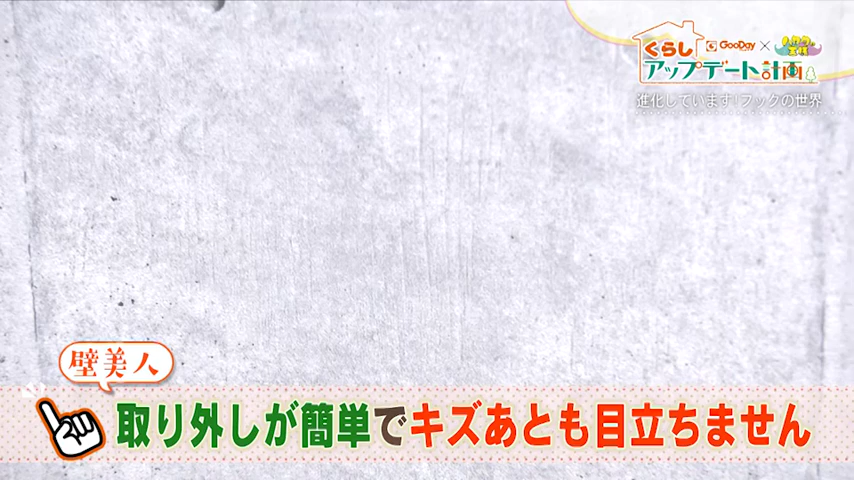 くらし GooDay ×
アップデート計画
進化しています！フックの世界
壁美人
取り外しが簡単でキズあとも目立ちません